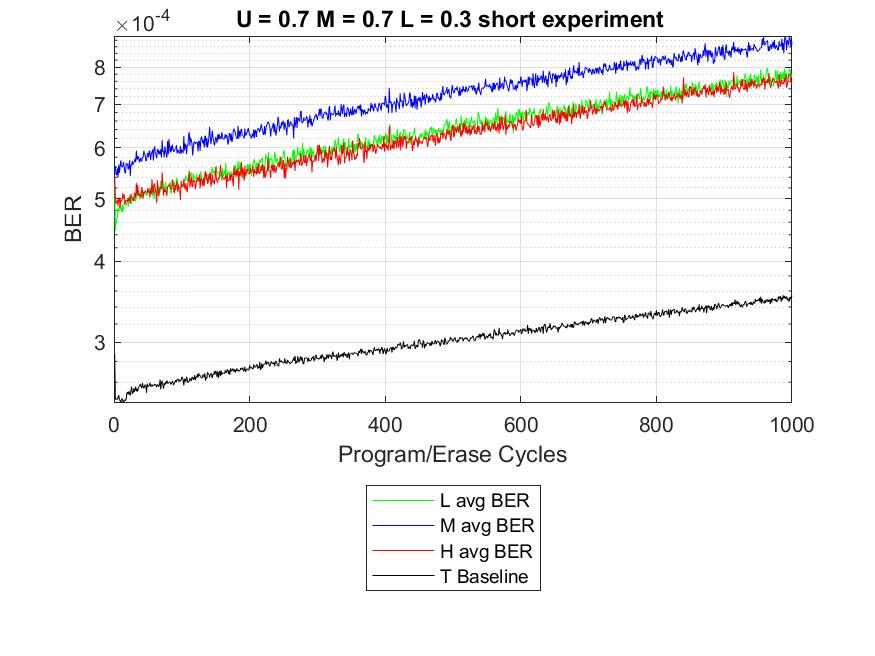 U = 0.7 M = 0.7 L = 0.3 short experiment
×10⁻⁴
8
7
6
5
4
3
BER
0 200 400 600 800 1000
Program/Erase Cycles
L avg BER
M avg BER
H avg BER
T Baseline